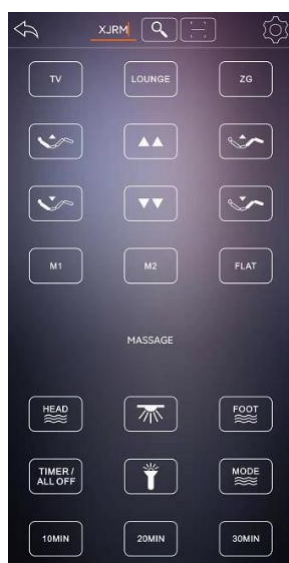 XJRM
TV LOUNGE ZG
M1 M2 FLAT
MASSAGE
HEAD FOOT
TIMER /
ALL OFF
MODE
10MIN 20MIN 30MIN